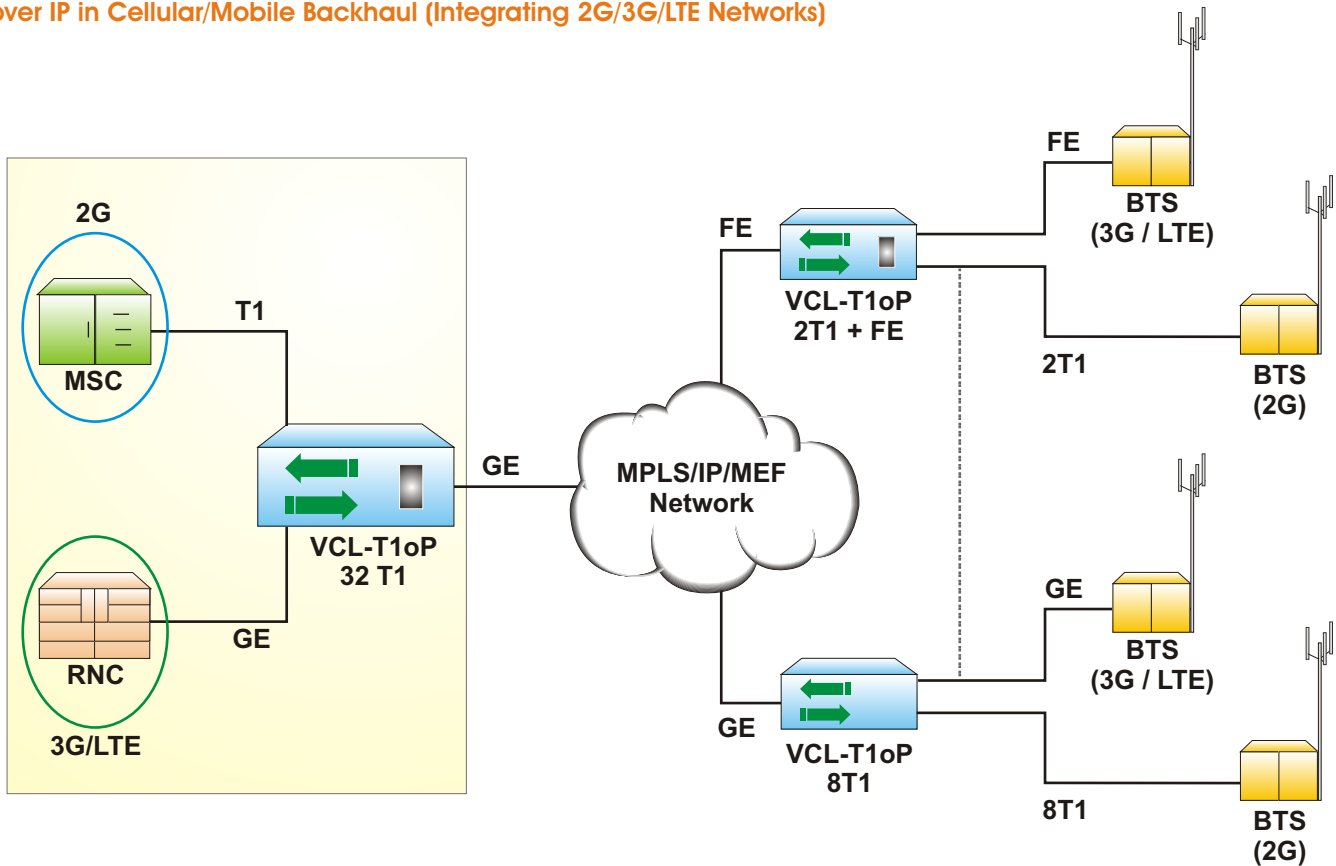 over IP in Cellular/Mobile Backhaul (Integrating 2G/3G/LTE Networks)
2G
MSC
T1
VCL-T1oP
32 T1
GE
RNC
GE
3G/LTE
MPLS/IP/MEF
Network
FE
VCL-T1oP
2T1 + FE
FE
BTS
(3G / LTE)
2T1
BTS
(2G)
GE
VCL-T1oP
8T1
GE
BTS
(3G / LTE)
8T1
BTS
(2G)